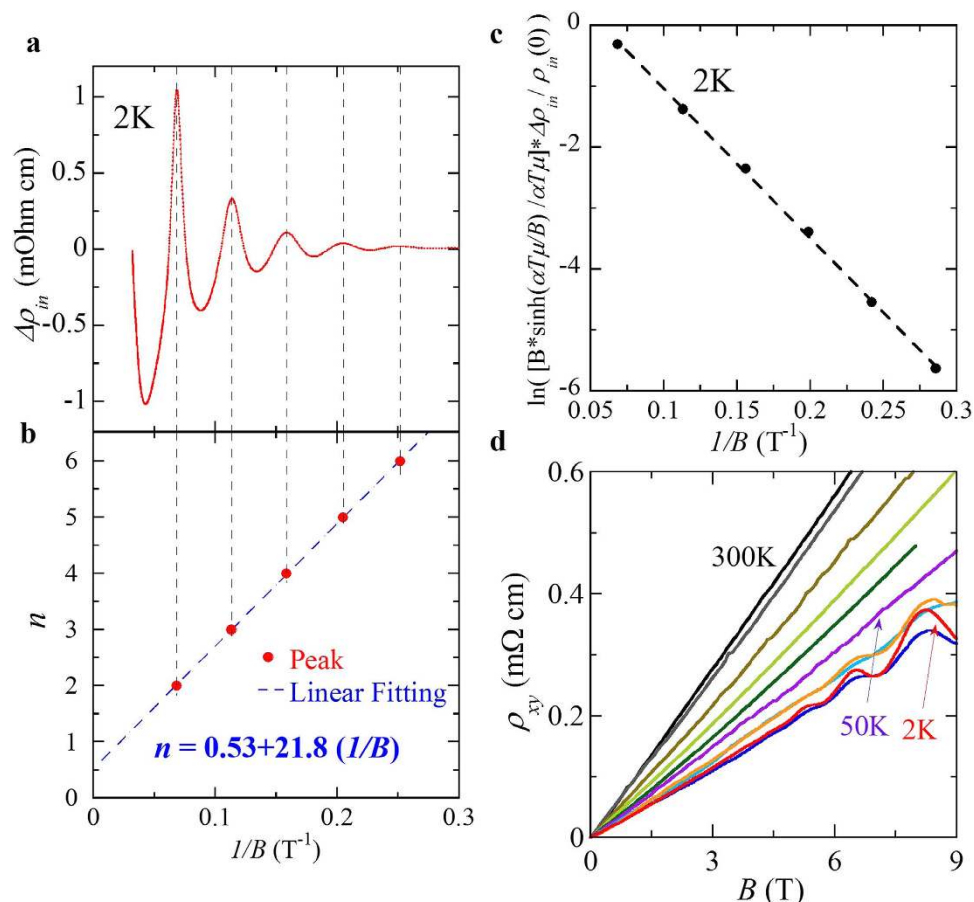 a
2K
1
0.5
0
-0.5
-1
Δρin (mOhm cm)
b
6
5
4
3
2
1
0
n
Peak
Linear Fitting
n = 0.53+21.8 (1/B)
0
0.1
0.2
0.3
1/B (T⁻¹)
c
0
-2
-4
-6
ln( [B*sinh(αTμ/B) /αTμ]*Δρin/ ρin(0)
2K
0.05
0.1
0.15
0.2
0.25
0.3
1/B (T⁻¹)
d
0.6
0.4
0.2
0
ρxy (mΩ cm)
300K
50K
2K
0
3
6
9
B (T)